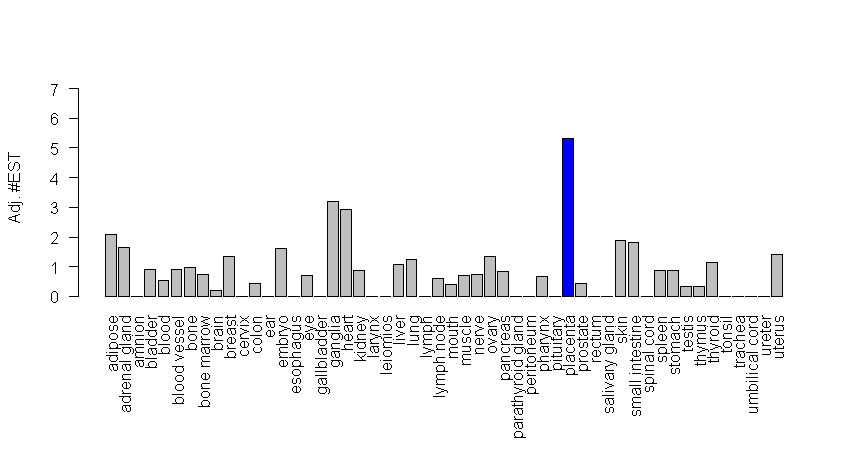 Adj. #EST
7
6
5
4
3
2
1
0
adipose
adrenal gland
amnion
bladder
blood
blood vessel
bone
bone marrow
brain
breast
cervix
colon
ear
embryo
esophagus
eye
gallbladder
ganglia
heart
kidney
larynx
leiomios
liver
lung
lymph
lymph node
mouth
muscle
nerve
ovary
pancreas
parathyroid gland
peritoneum
pharynx
pituitary
placenta
prostate
rectum
salivary gland
skin
small intestine
spinal cord
spleen
stomach
testis
thymus
thyroid
tonsil
trachea
umbilical cord
ureter
uterus